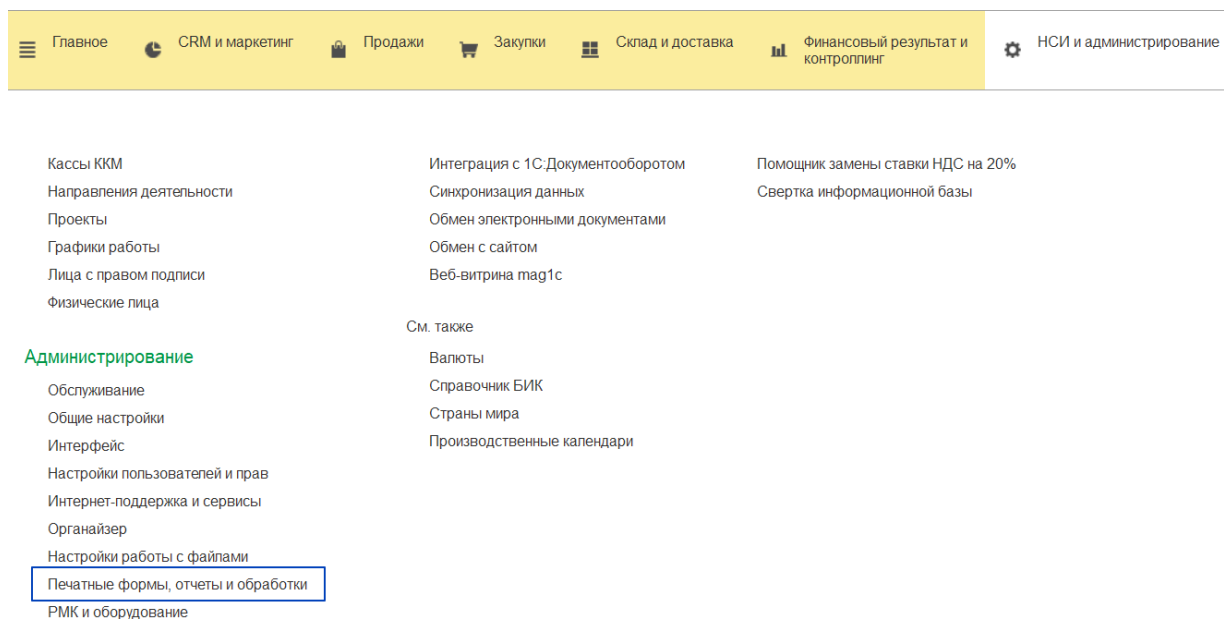 Главное
CRM и маркетинг
Продажи
Закупки
Склад и доставка
Финансовый результат и
контроллинг
НСИ и администрирование
Кассы ККМ
Направления деятельности
Проекты
Графики работы
Лица с правом подписи
Физические лица
Администрирование
Обслуживание
Общие настройки
Интерфейс
Настройки пользователей и прав
Интернет-поддержка и сервисы
Органайзер
Настройки работы с файлами
Печатные формы, отчеты и обработки
РМК и оборудование
Интеграция с 1С:Документооборотом
Синхронизация данных
Обмен электронными документами
Обмен с сайтом
Веб-витрина mag1c
См. также
Валюты
Справочник БИК
Страны мира
Производственные календари
Помощник замены ставки НДС на 20%
Свертка информационной базы